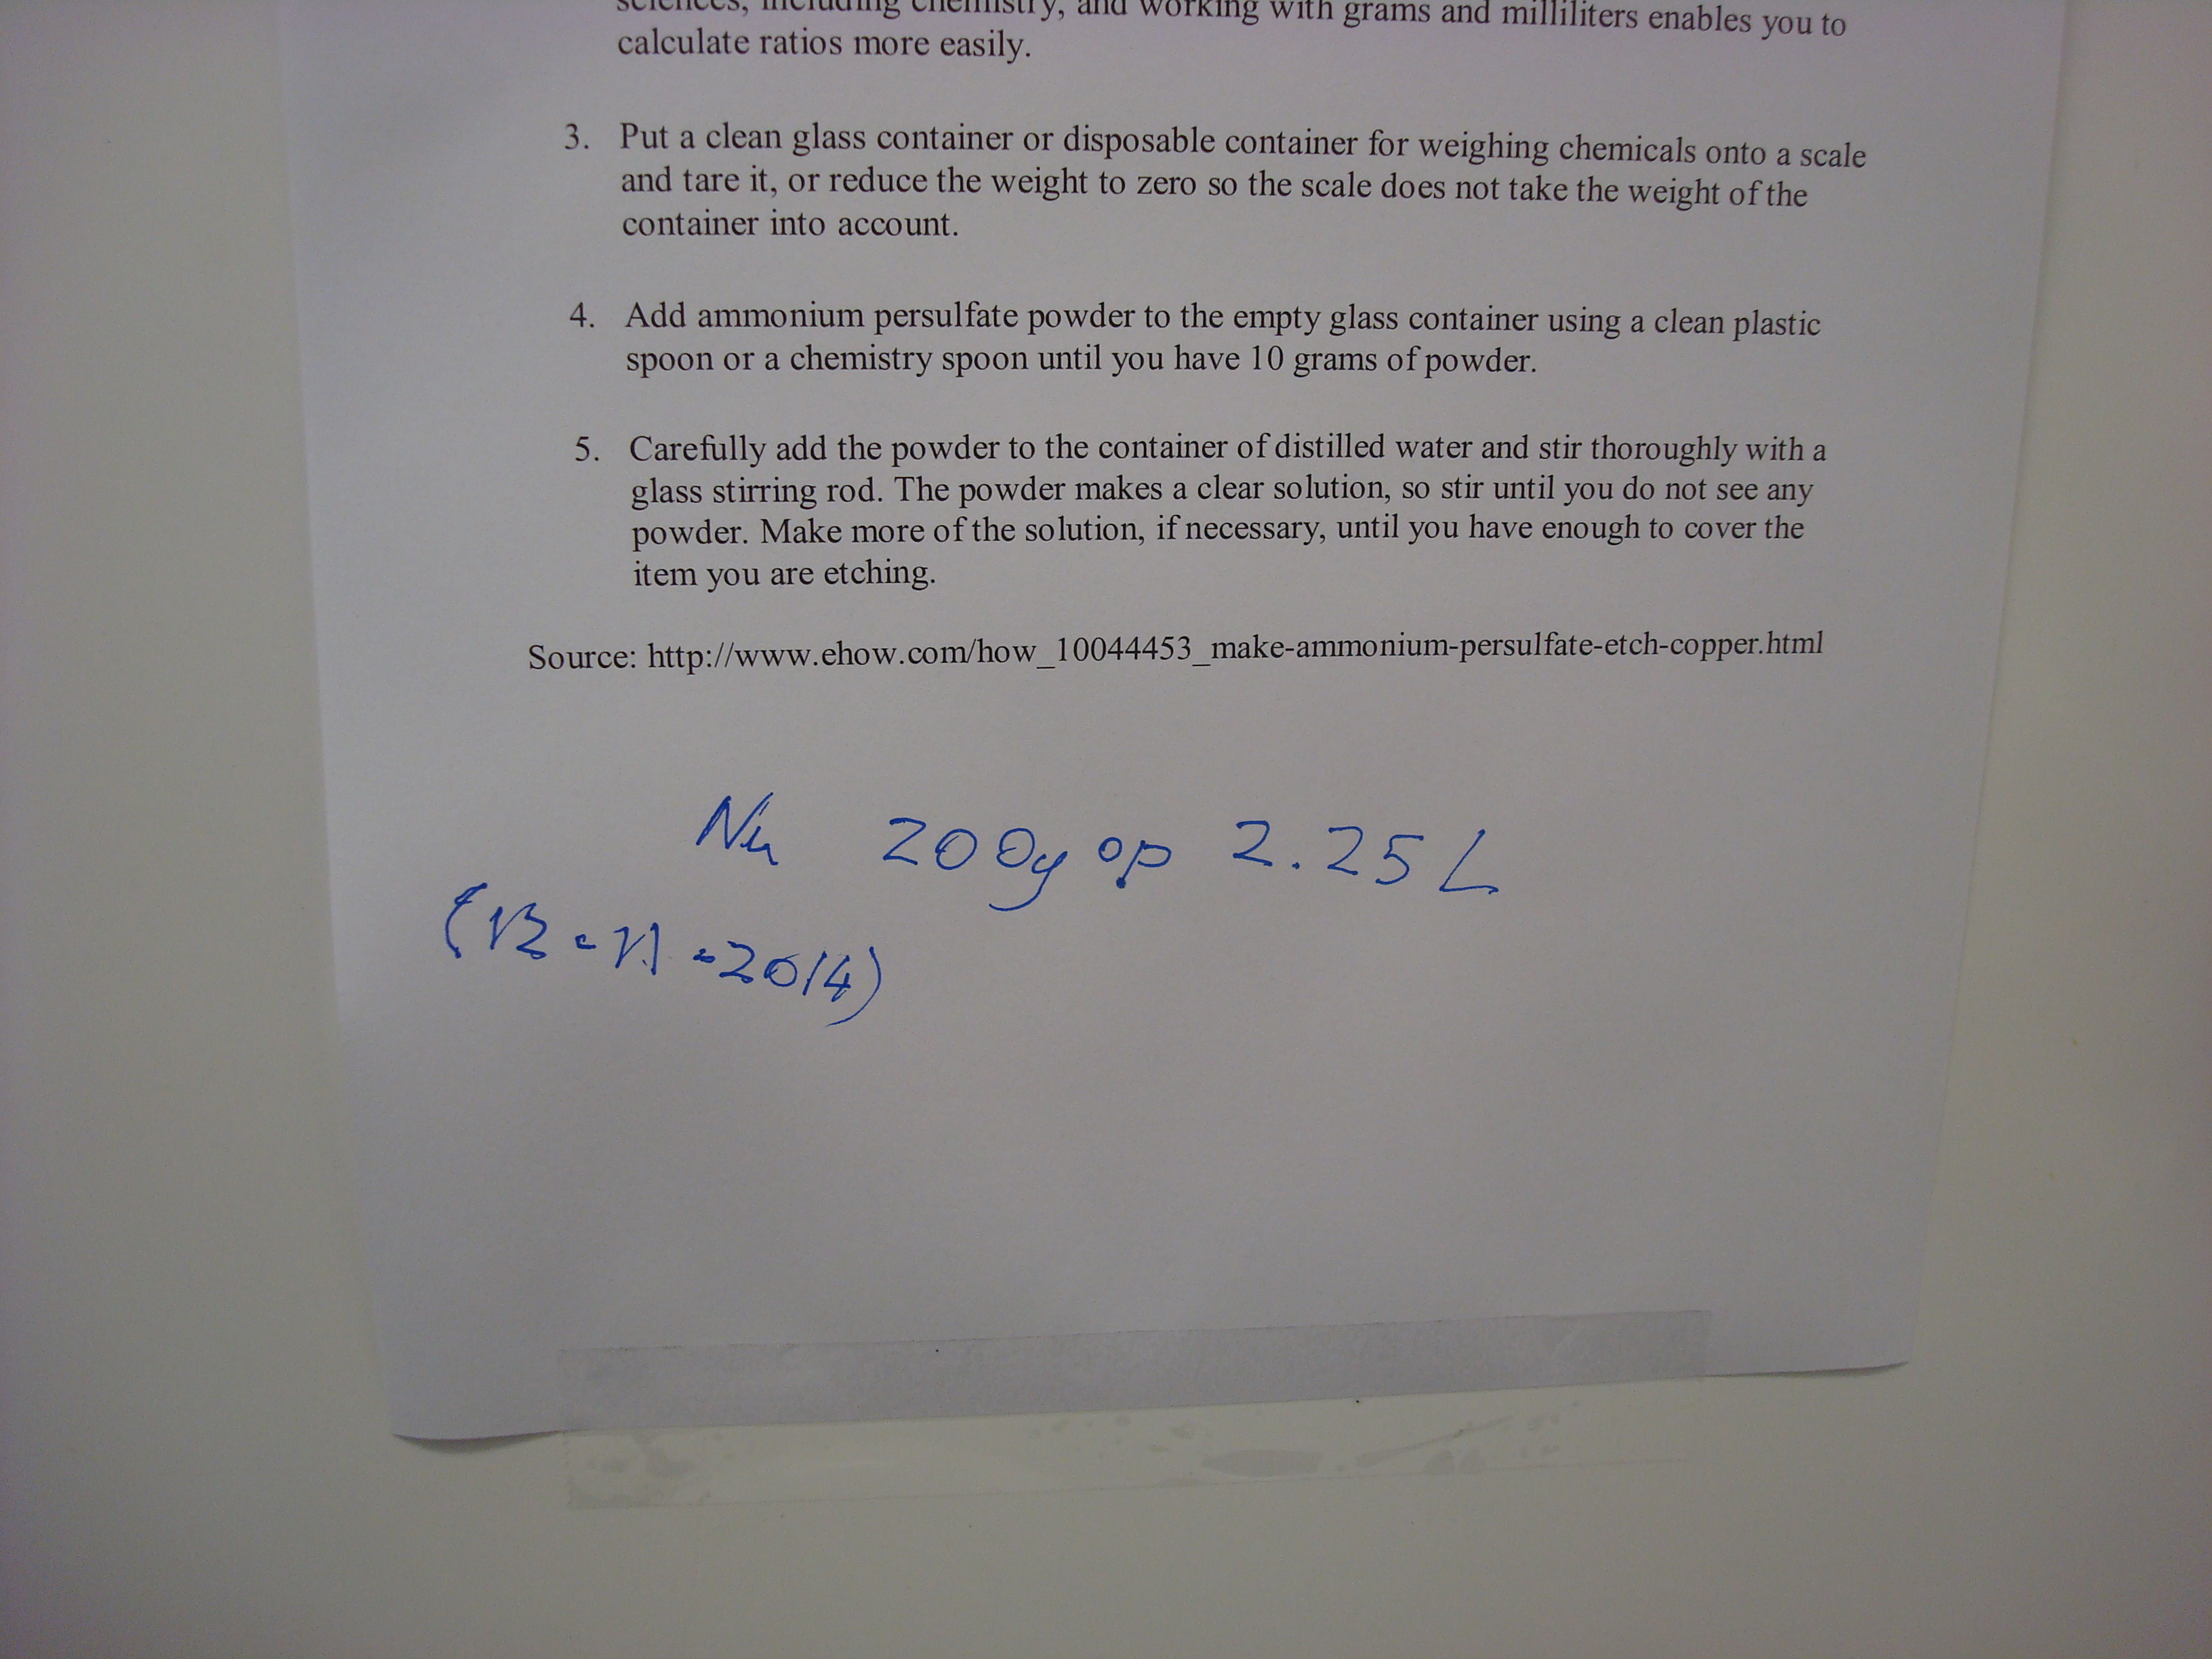 sciences, including chemistry, and working with grams and milliliters enables you to
calculate ratios more easily.
3. Put a clean glass container or disposable container for weighing chemicals onto a scale
and tare it, or reduce the weight to zero so the scale does not take the weight of the
container into account.
4. Add ammonium persulfate powder to the empty glass container using a clean plastic
spoon or a chemistry spoon until you have 10 grams of powder.
5. Carefully add the powder to the container of distilled water and stir thoroughly with a
glass stirring rod. The powder makes a clear solution, so stir until you do not see any
powder. Make more of the solution, if necessary, until you have enough to cover the
item you are etching.
Source: http://www.ehow.com/how_10044453_make-ammonium-persulfate-etch-copper.html
Nu 200g op 2.25 L
-2014)